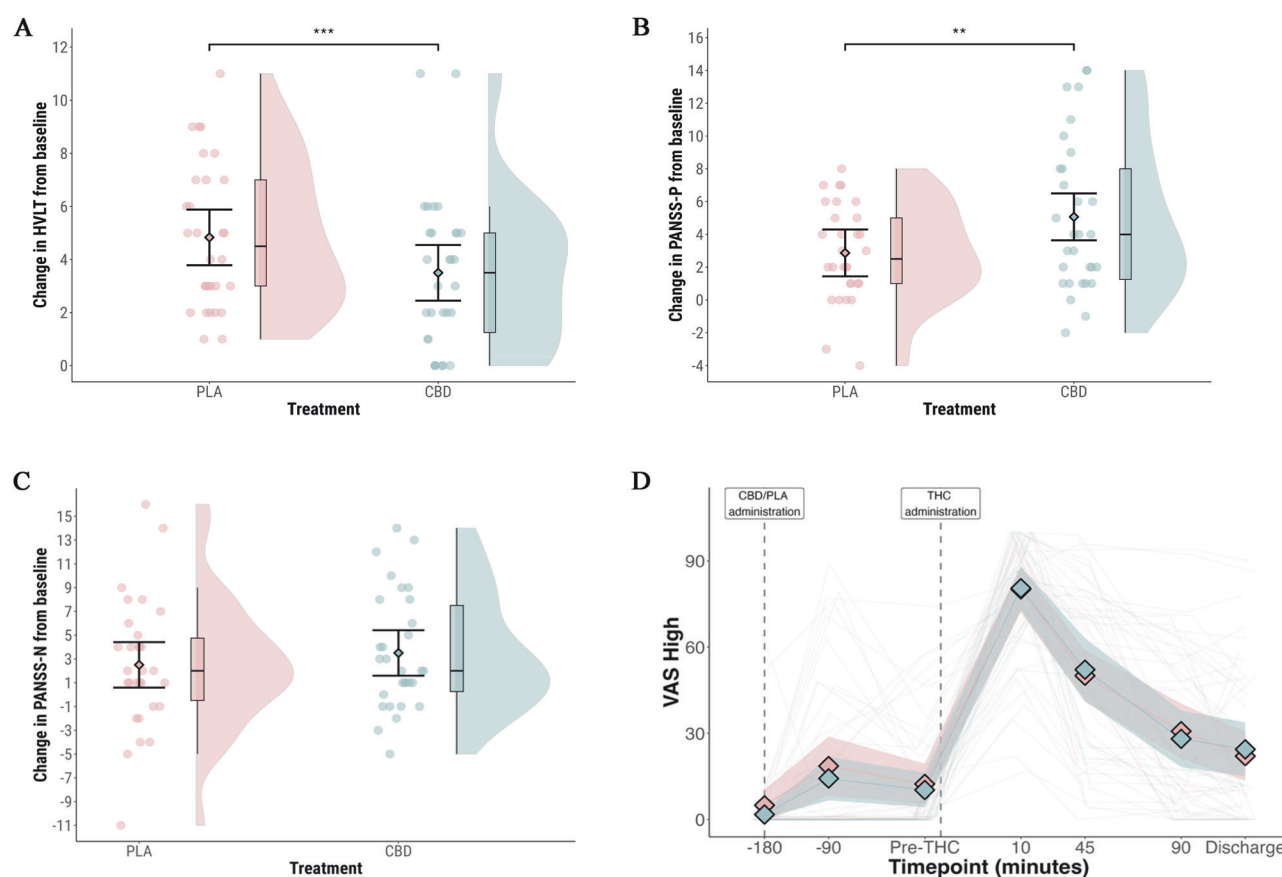 A
Change in HVLT from baseline
12
10
8
6
4
2
0
***
PLA
CBD
Treatment
B
Change in PANSS-P from baseline
16
14
12
10
8
6
4
2
0
-2
-4
**
PLA
CBD
Treatment
C
Change in PANSS-N from baseline
15
13
11
9
7
5
3
1
-1
-3
-5
-7
-9
-11
PLA
CBD
Treatment
D
CBD/PLA
administration
THC
administration
VAS High
90
60
30
0
-180
-90
Pre-THC
10
45
90
Discharge
Timepoint (minutes)